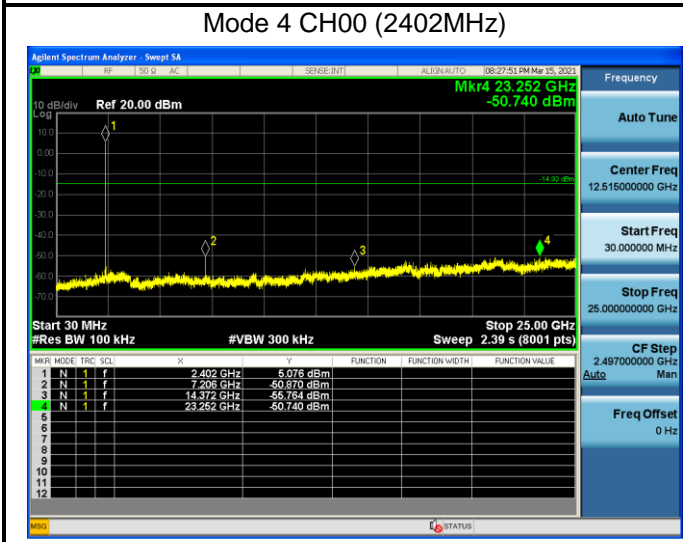 Mode 4 CH00 (2402MHz)
Agilent Spectrum Analyzer - Swept SA
LXI RF 50 Ω AC SENSE:INT ALIGN AUTO 08:27:51 PM Mar 15, 2021
Frequency
Mkr4 23.252 GHz
-50.740 dBm
10 dB/div Ref 20.00 dBm
Log
10.0
0.00
-10.0
-20.0
-30.0
-40.0
-50.0
-60.0
-70.0
1
2
3
4
-14.92 dBm
Start 30 MHz Stop 25.00 GHz
#Res BW 100 kHz #VBW 300 kHz Sweep 2.39 s (8001 pts)
MKR MODE TRC SCL X Y FUNCTION FUNCTION WIDTH FUNCTION VALUE
1 N 1 f 2.402 GHz 5.076 dBm
2 N 1 f 7.206 GHz -50.870 dBm
3 N 1 f 14.372 GHz -55.764 dBm
4 N 1 f 23.252 GHz -50.740 dBm
5
6
7
8
9
10
11
12
MSG STATUS
Auto Tune
Center Freq
12.515000000 GHz
Start Freq
30.000000 MHz
Stop Freq
25.000000000 GHz
CF Step
2.497000000 GHz
Auto Man
Freq Offset
0 Hz